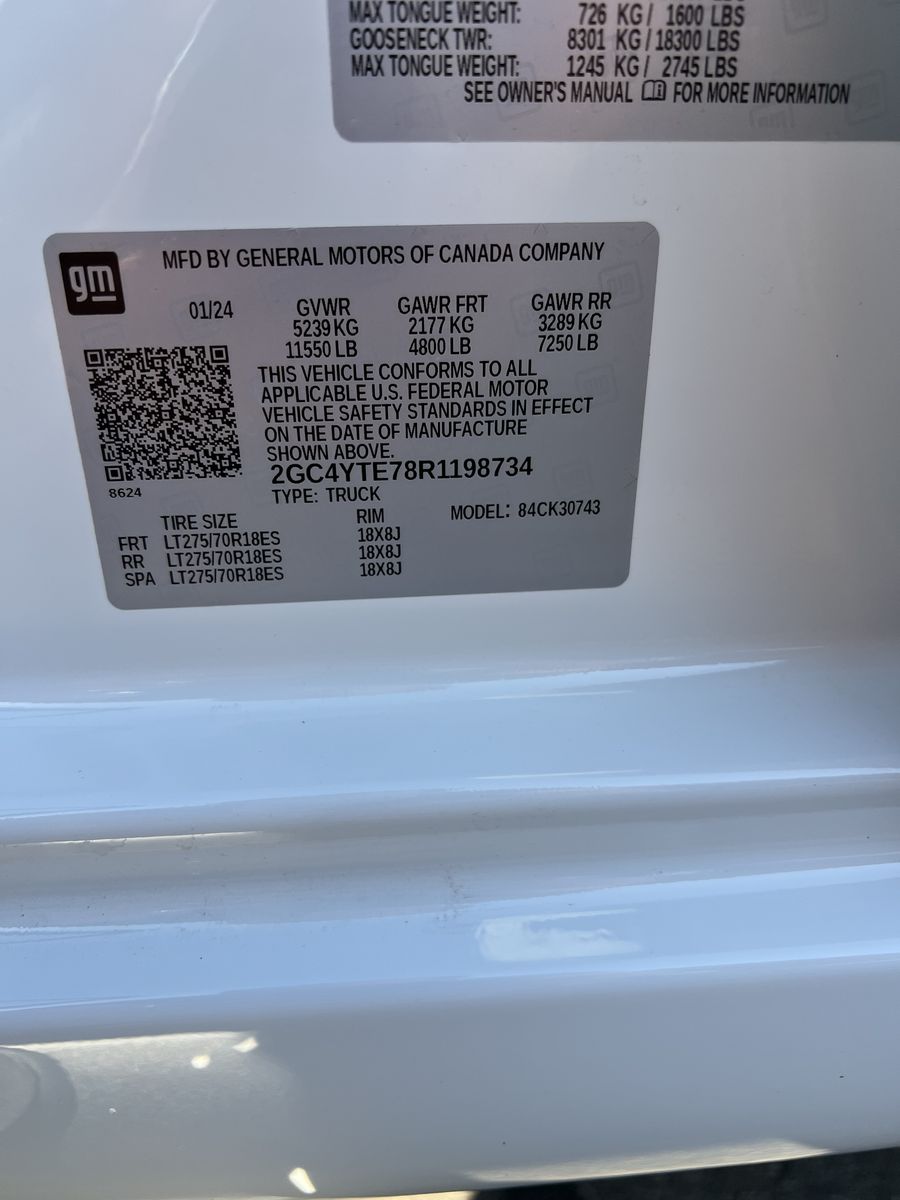 MAX TONGUE WEIGHT: 726 KG / 1600 LBS
GOOSENECK TWR: 8301 KG / 18300 LBS
MAX TONGUE WEIGHT: 1245 KG / 2745 LBS
SEE OWNER'S MANUAL FOR MORE INFORMATION
gm
MFD BY GENERAL MOTORS OF CANADA COMPANY
01/24 GVWR GAWR FRT GAWR RR
5239 KG 2177 KG 3289 KG
11550 LB 4800 LB 7250 LB
THIS VEHICLE CONFORMS TO ALL
APPLICABLE U.S. FEDERAL MOTOR
VEHICLE SAFETY STANDARDS IN EFFECT
ON THE DATE OF MANUFACTURE
SHOWN ABOVE.
2GC4YTE78R1198734
8624
TYPE: TRUCK
MODEL: 84CK30743
TIRE SIZE RIM
FRT LT275/70R18ES 18X8J
RR LT275/70R18ES 18X8J
SPA LT275/70R18ES 18X8J